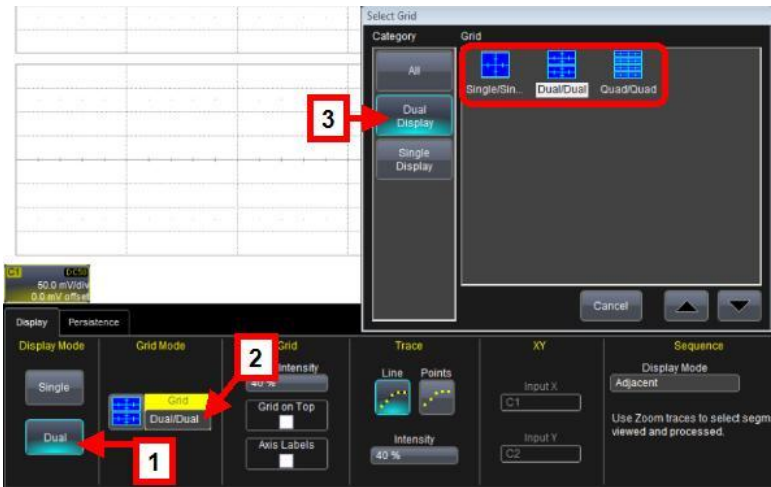 Select Grid
Category
Grid
All
Dual
Display
Single
Display
Single/Sin...
Dual/Dual
Quad/Quad
3
C1
DC50
50.0 mV/div
0.0 mV offset
Cancel
Display
Persistence
Display Mode
Single
Dual
1
Grid Mode
Grid
Dual/Dual
2
Grid
Intensity
40 %
Grid on Top
Axis Labels
Trace
Line
Points
Intensity
40 %
XY
Input X
C1
Input Y
C2
Sequence
Display Mode
Adjacent
Use Zoom traces to select segm
viewed and processed.